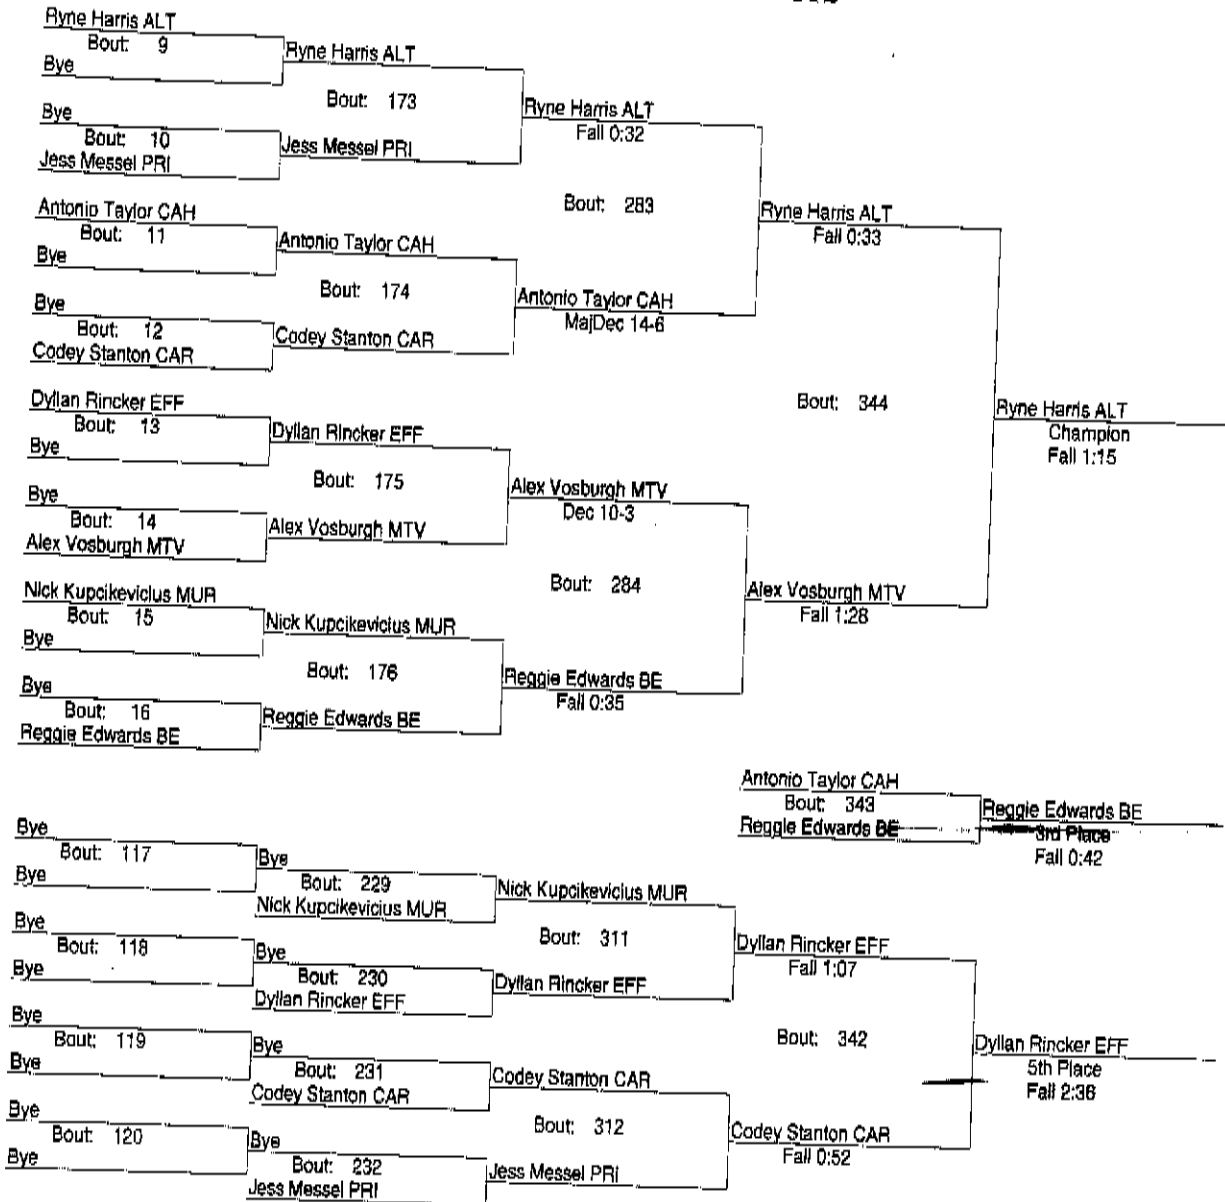 Ryne Harris ALT
Bout: 9
Bye
Ryne Harris ALT
Bout: 173
Bye
Bout: 10
Jess Messel PRI
Jess Messel PRI
Ryne Harris ALT
Fall 0:32
Bout: 283
Antonio Taylor CAH
Bout: 11
Bye
Antonio Taylor CAH
Bout: 174
Bye
Bout: 12
Codey Stanton CAR
Codey Stanton CAR
Antonio Taylor CAH
MajDec 14-6
Ryne Harris ALT
Fall 0:33
Bout: 344
Dyllan Rincker EFF
Bout: 13
Bye
Dyllan Rincker EFF
Bout: 175
Bye
Bout: 14
Alex Vosburgh MTV
Alex Vosburgh MTV
Alex Vosburgh MTV
Dec 10-3
Bout: 284
Nick Kupcikevicius MUR
Bout: 15
Bye
Nick Kupcikevicius MUR
Bout: 176
Bye
Bout: 16
Reggie Edwards BE
Reggie Edwards BE
Reggie Edwards BE
Fall 0:35
Alex Vosburgh MTV
Fall 1:28
Ryne Harris ALT
Champion
Fall 1:15
Antonio Taylor CAH
Bout: 343
Reggie Edwards BE
Reggie Edwards BE
3rd Place
Fall 0:42
Bye
Bout: 117
Bye
Bye
Bout: 229
Nick Kupcikevicius MUR
Nick Kupcikevicius MUR
Bout: 311
Bye
Bout: 118
Bye
Bye
Bout: 230
Dyllan Rincker EFF
Dyllan Rincker EFF
Dyllan Rincker EFF
Fall 1:07
Bout: 342
Bye
Bout: 119
Bye
Bye
Bout: 231
Codey Stanton CAR
Codey Stanton CAR
Bout: 312
Bye
Bout: 120
Bye
Bye
Bout: 232
Jess Messel PRI
Jess Messel PRI
Codey Stanton CAR
Fall 0:52
Dyllan Rincker EFF
5th Place
Fall 2:36